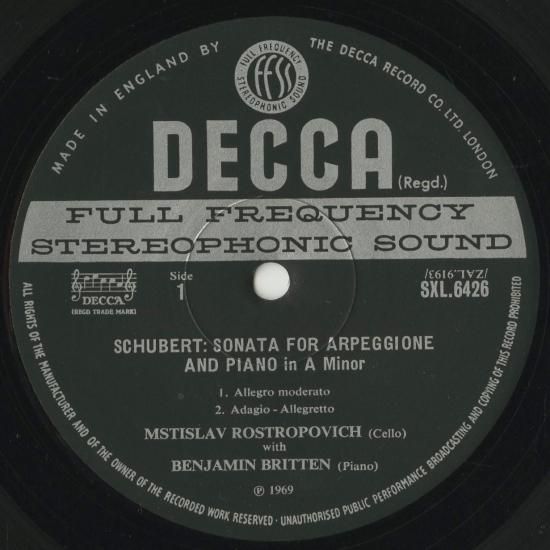 MADE IN ENGLAND BY
THE DECCA RECORD CO. LTD. LONDON
FULL FREQUENCY
FFSS
STEREOPHONIC SOUND
DECCA (Regd.)
FULL FREQUENCY
STEREOPHONIC SOUND
DECCA
(REGD TRADE MARK)
Side
1
/ZAL.9193/
SXL.6426
SCHUBERT: SONATA FOR ARPEGGIONE
AND PIANO in A Minor
1. Allegro moderato
2. Adagio - Allegretto
MSTISLAV ROSTROPOVICH (Cello)
with
BENJAMIN BRITTEN (Piano)
℗ 1969
ALL RIGHTS OF THE MANUFACTURER AND OF THE OWNER OF THE RECORDED WORK RESERVED · UNAUTHORISED PUBLIC PERFORMANCE BROADCASTING AND COPYING OF THIS RECORD PROHIBITED